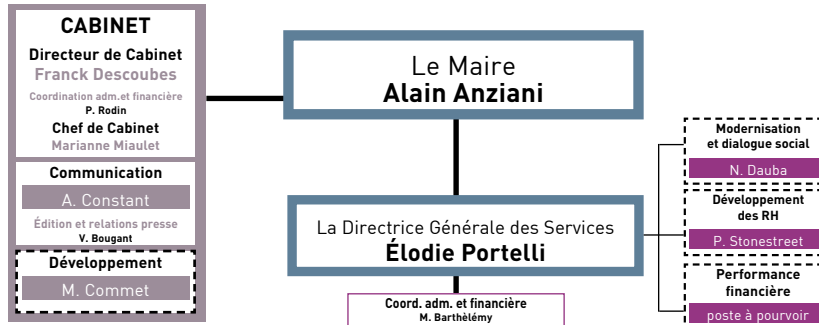 CABINET
Directeur de Cabinet
Franck Descoubes
Coordination adm.et financière
P. Rodin
Chef de Cabinet
Marianne Miaulet
Communication
A. Constant
Édition et relations presse
V. Bougant
Développement
M. Commet
Le Maire
Alain Anziani
La Directrice Générale des Services
Élodie Portelli
Coord. adm. et financière
M. Barthèlémy
Modernisation
et dialogue social
N. Dauba
Développement
des RH
P. Stonestreet
Performance
financière
poste à pourvoir